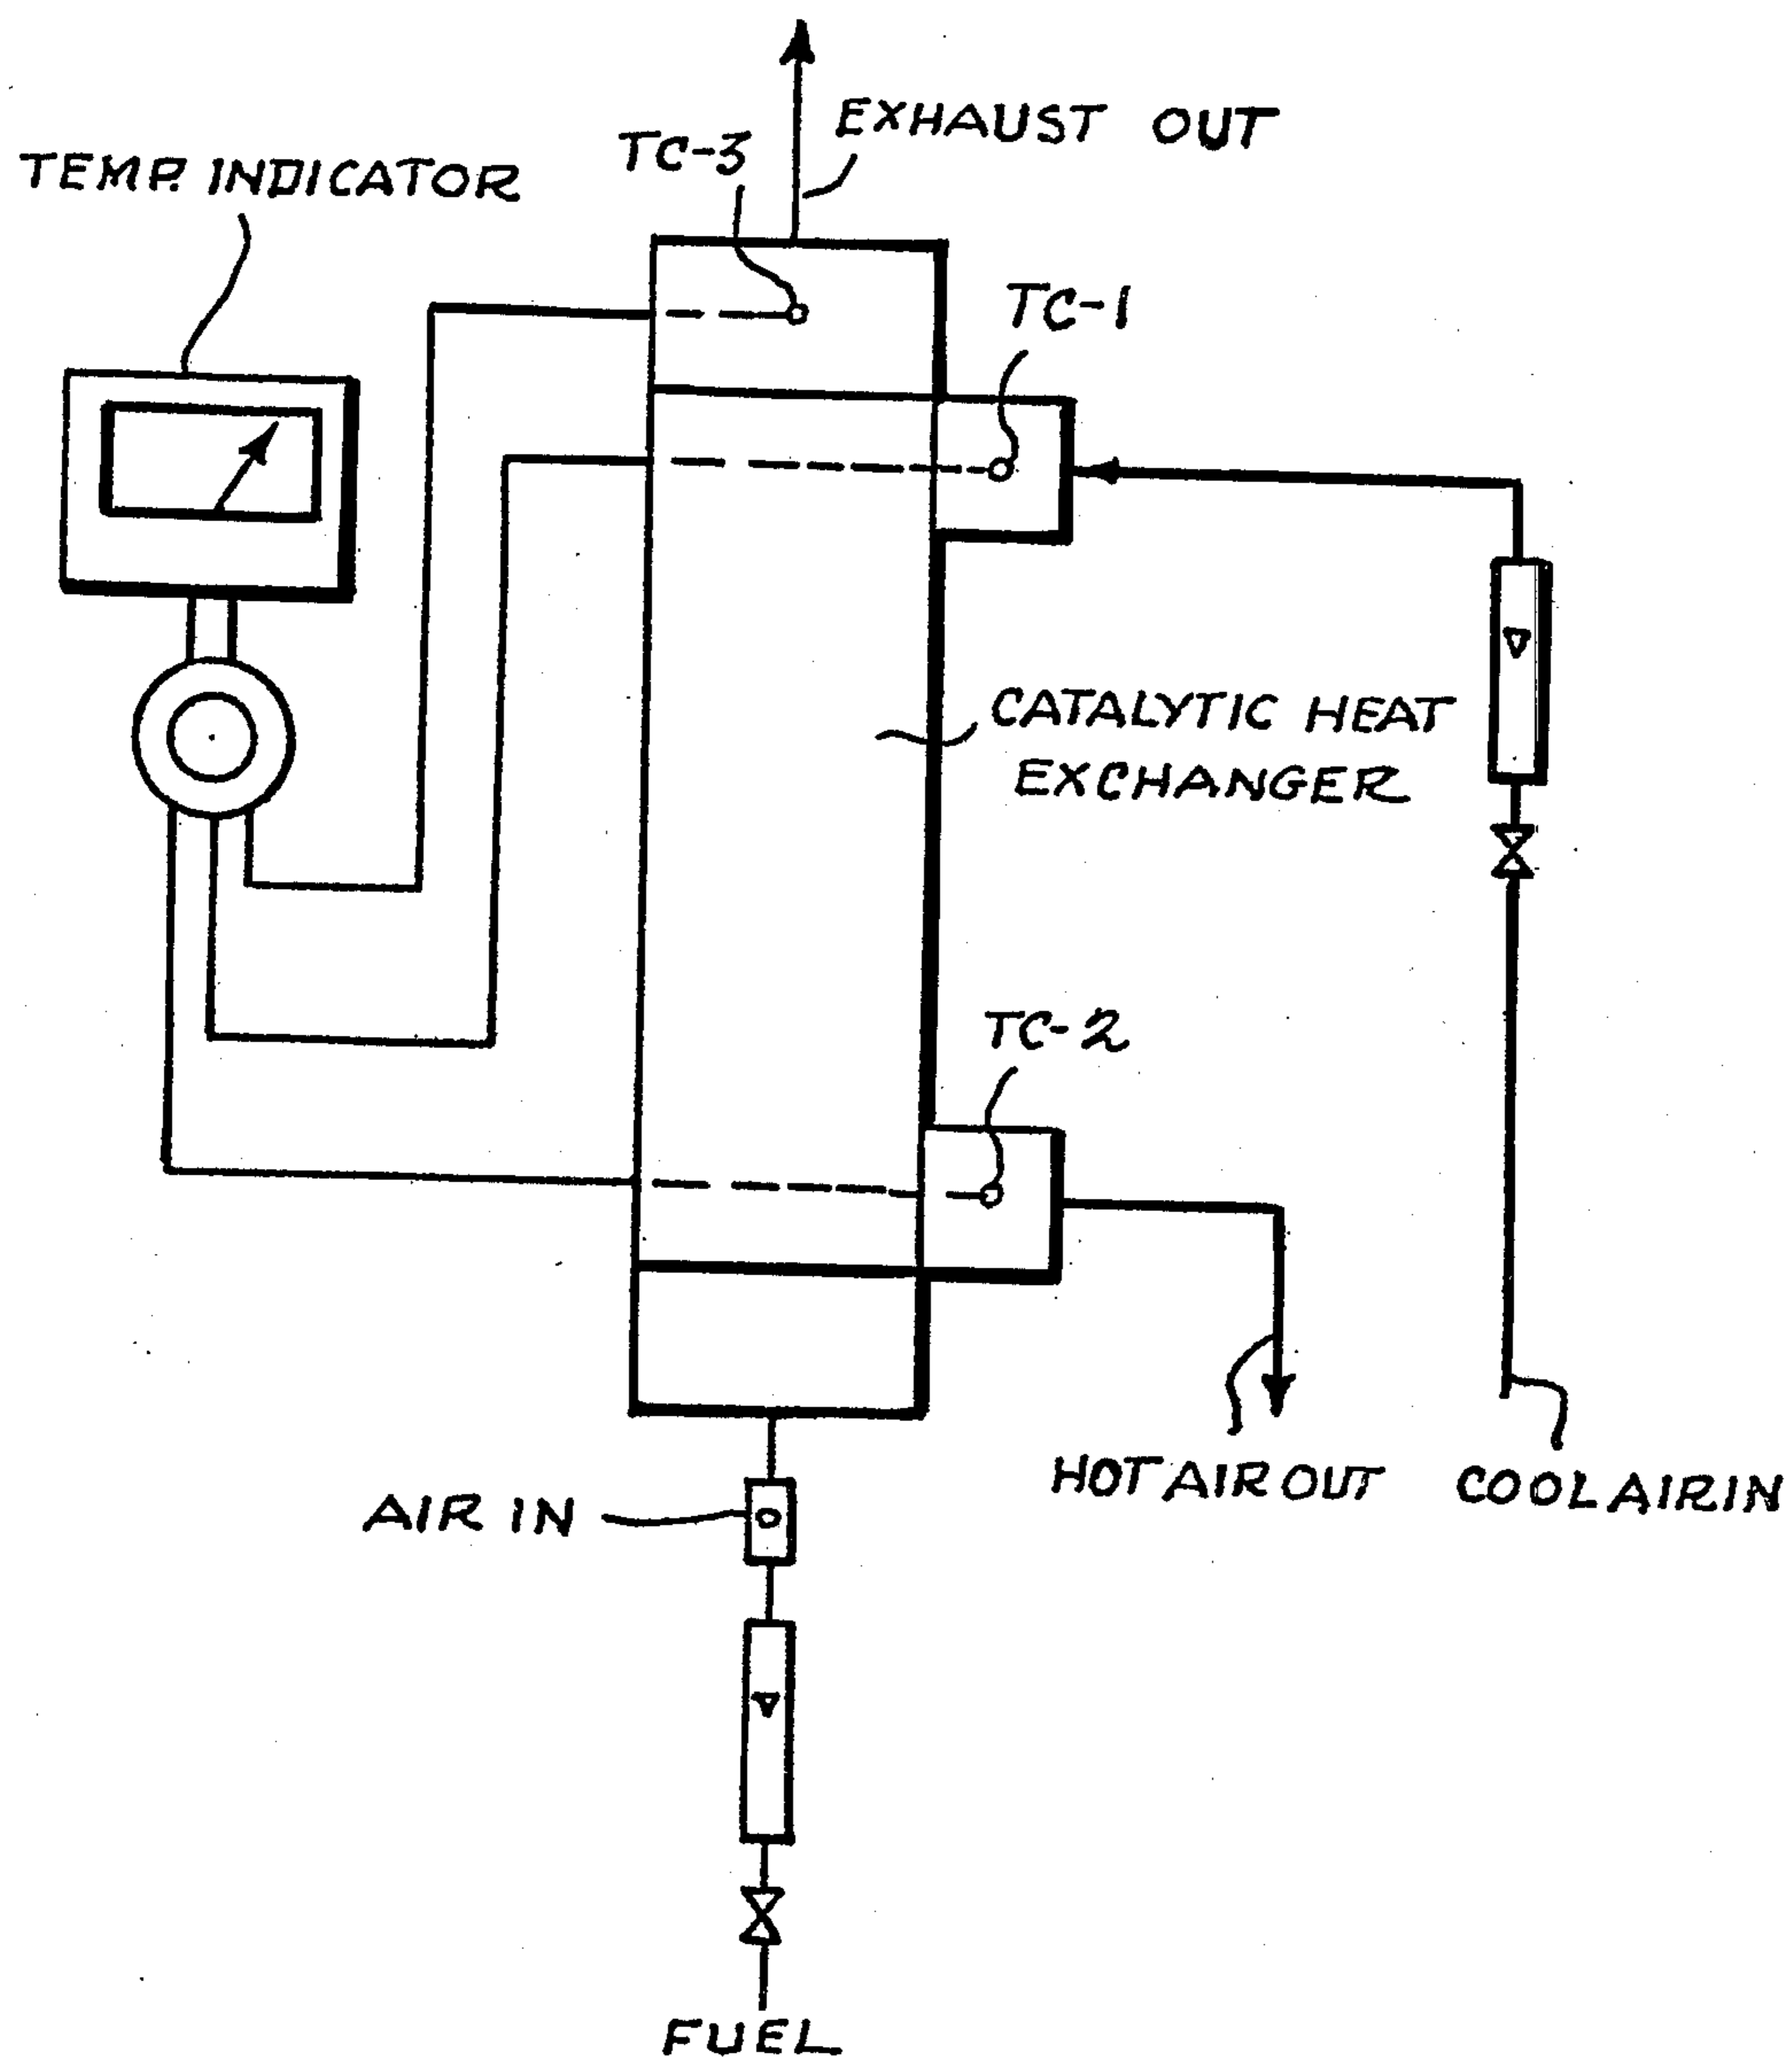 EXHAUST OUT
TC-3
TEMP. INDICATOR
TC-1
CATALYTIC HEAT
EXCHANGER
TC-2
HOT AIR OUT
COOL AIR IN
AIR IN
FUEL